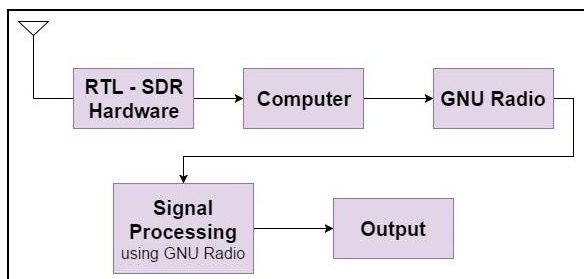 RTL - SDR
Hardware
Computer
GNU Radio
Signal
Processing
using GNU Radio
Output